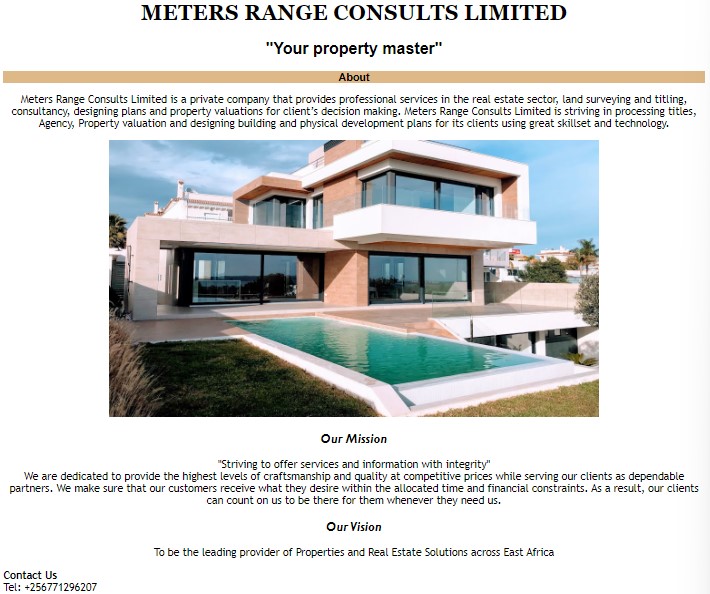 METERS RANGE CONSULTS LIMITED
"Your property master"
About
Meters Range Consults Limited is a private company that provides professional services in the real estate sector, land surveying and titling,
consultancy, designing plans and property valuations for client's decision making. Meters Range Consults Limited is striving in processing titles,
Agency, Property valuation and designing building and physical development plans for its clients using great skillset and technology.
Our Mission
"Striving to offer services and information with integrity"
We are dedicated to provide the highest levels of craftsmanship and quality at competitive prices while serving our clients as dependable
partners. We make sure that our customers receive what they desire within the allocated time and financial constraints. As a result, our clients
can count on us to be there for them whenever they need us.
Our Vision
To be the leading provider of Properties and Real Estate Solutions across East Africa
Contact Us
Tel: +256771296207